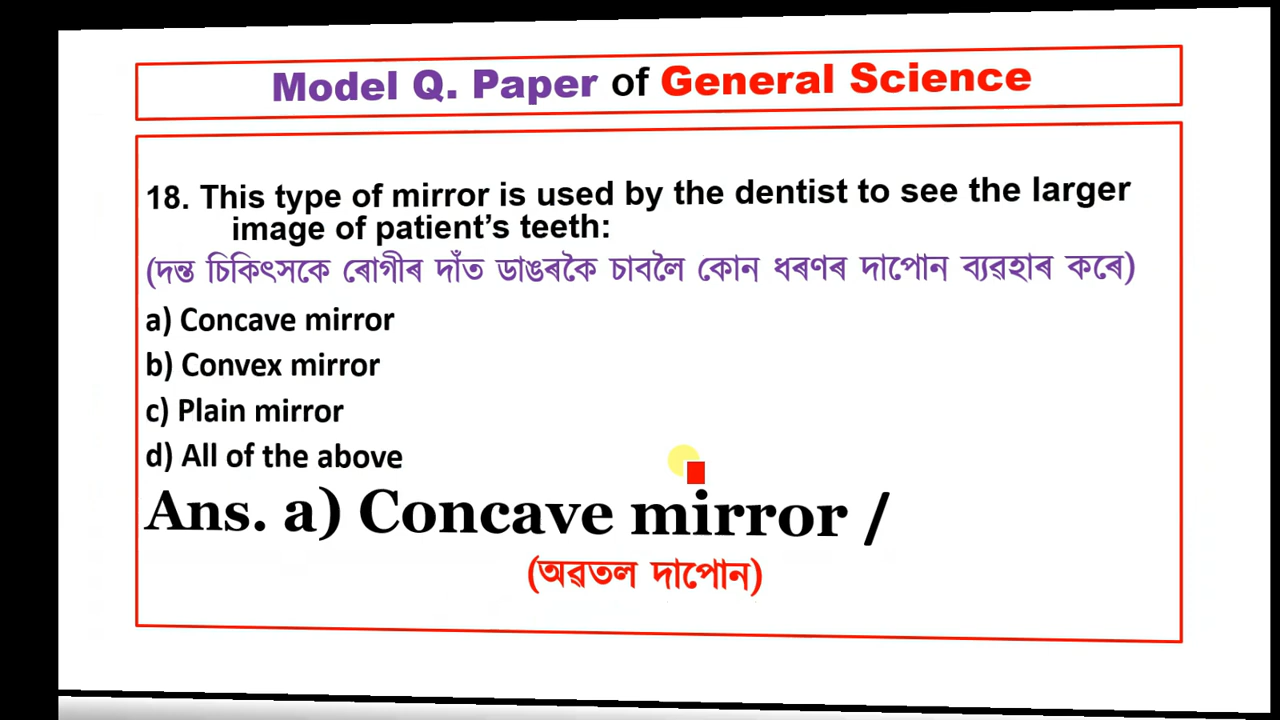 Model Q. Paper of General Science
18. This type of mirror is used by the dentist to see the larger
image of patient’s teeth:
(দন্ত চিকিৎসকে ৰোগীৰ দাঁত ডাঙৰকৈ চাবলৈ কোন ধৰণৰ দাপোন ব্যৱহাৰ কৰে)
a) Concave mirror
b) Convex mirror
c) Plain mirror
d) All of the above
Ans. a) Concave mirror /
(অৱতল দাপোন)